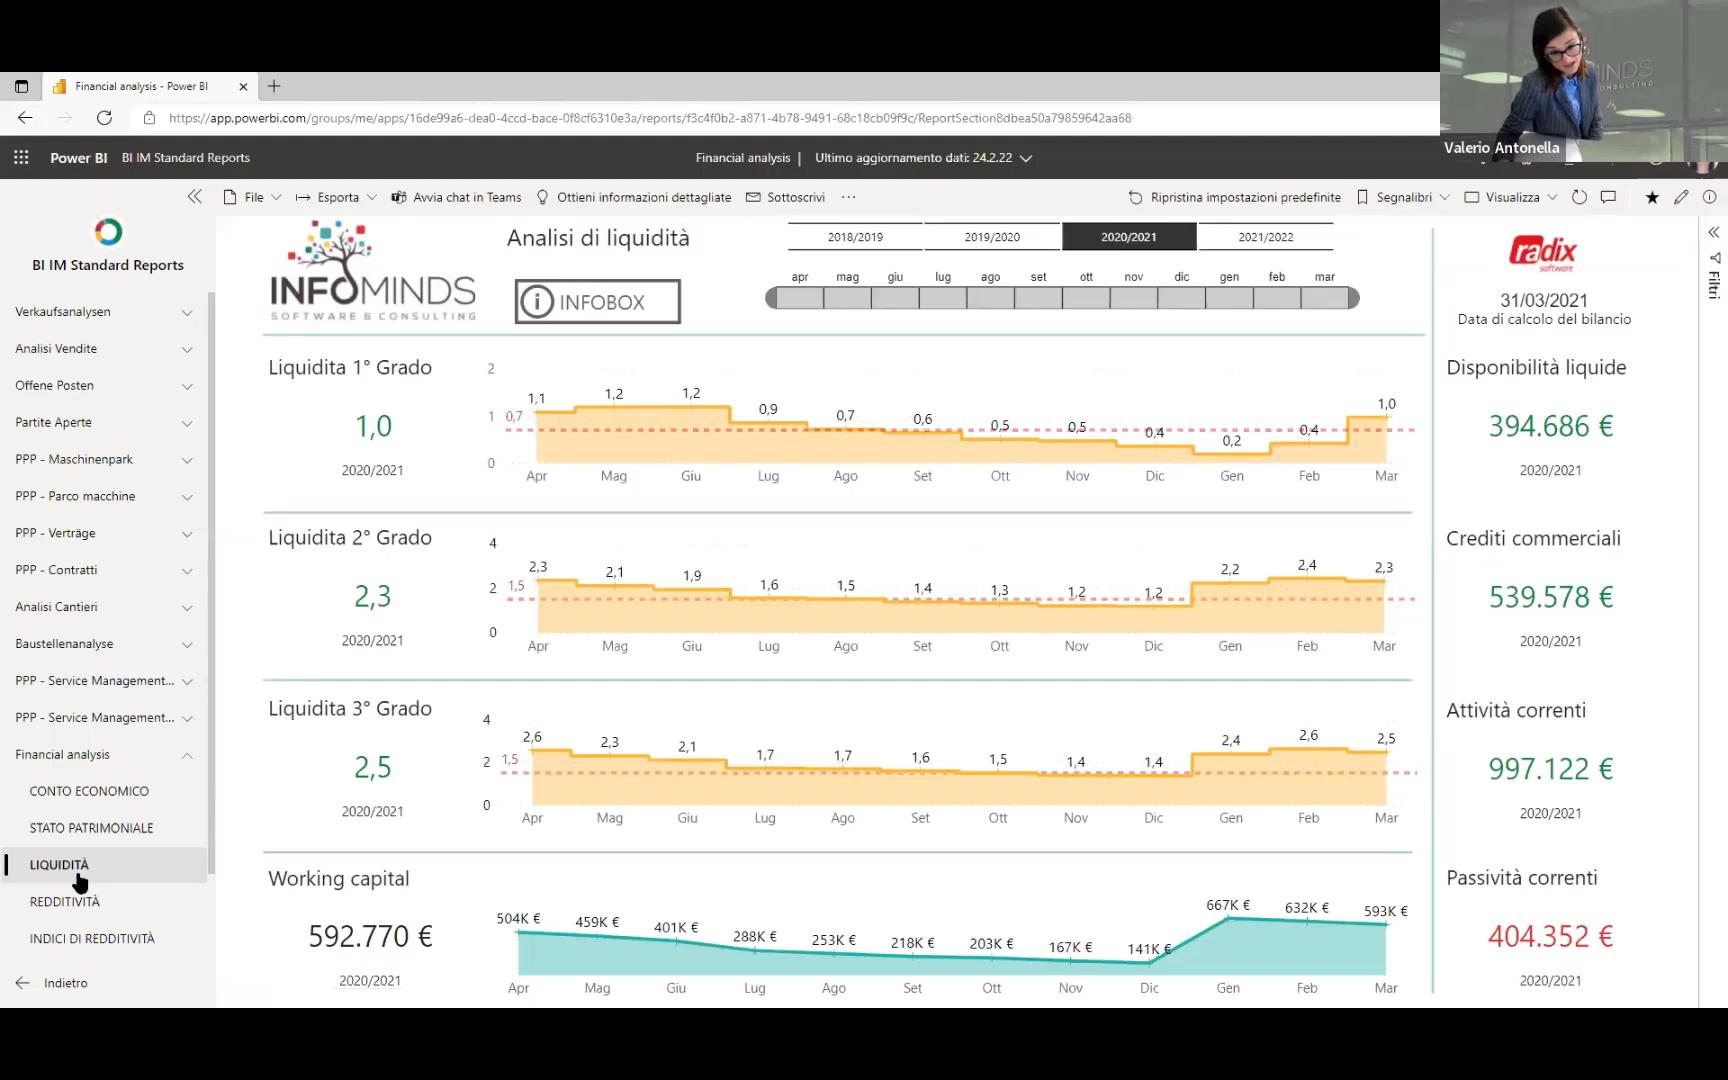 Financial analysis - Power BI
https://app.powerbi.com/groups/me/apps/16de99a6-dea0-4ccd-bace-0f8cf6310e3a/reports/f3c4f0b2-a871-4b78-9491-68c18cb09f9c/ReportSection8dbea50a79859642aa68
INDS
ONSULTING
Valerio Antonella
Power BI BI IM Standard Reports
Financial analysis | Ultimo aggiornamento dati: 24.2.22
File Esporta Avvia chat in Teams Ottieni informazioni dettagliate Sottoscrivi ... Ripristina impostazioni predefinite Segnalibri Visualizza
BI IM Standard Reports
Verkaufsanalysen
Analisi Vendite
Offene Posten
Partite Aperte
PPP - Maschinenpark
PPP - Parco macchine
PPP - Verträge
PPP - Contratti
Analisi Cantieri
Baustellenanalyse
PPP - Service Management...
PPP - Service Management...
Financial analysis
CONTO ECONOMICO
STATO PATRIMONIALE
LIQUIDITÀ
REDDITIVITÀ
INDICI DI REDDITIVITÀ
Indietro
INFOMINDS
SOFTWARE & CONSULTING
Analisi di liquidità
INFOBOX
2018/2019 2019/2020 2020/2021 2021/2022
apr mag giu lug ago set ott nov dic gen feb mar
radix
software
31/03/2021
Data di calcolo del bilancio
Filtri
Liquidita 1° Grado
1,0
2020/2021
2
1
0
0,7
1,1 1,2 1,2 0,9 0,7 0,6 0,5 0,5 0,4 0,2 0,4 1,0
Apr Mag Giu Lug Ago Set Ott Nov Dic Gen Feb Mar
Disponibilità liquide
394.686 €
2020/2021
Liquidita 2° Grado
2,3
2020/2021
4
2
0
1,5
2,3 2,1 1,9 1,6 1,5 1,4 1,3 1,2 1,2 2,2 2,4 2,3
Apr Mag Giu Lug Ago Set Ott Nov Dic Gen Feb Mar
Crediti commerciali
539.578 €
2020/2021
Liquidita 3° Grado
2,5
2020/2021
4
2
0
1,5
2,6 2,3 2,1 1,7 1,7 1,6 1,5 1,4 1,4 2,4 2,6 2,5
Apr Mag Giu Lug Ago Set Ott Nov Dic Gen Feb Mar
Attività correnti
997.122 €
2020/2021
Working capital
592.770 €
2020/2021
504K € 459K € 401K € 288K € 253K € 218K € 203K € 167K € 141K € 667K € 632K € 593K €
Apr Mag Giu Lug Ago Set Ott Nov Dic Gen Feb Mar
Passività correnti
404.352 €
2020/2021